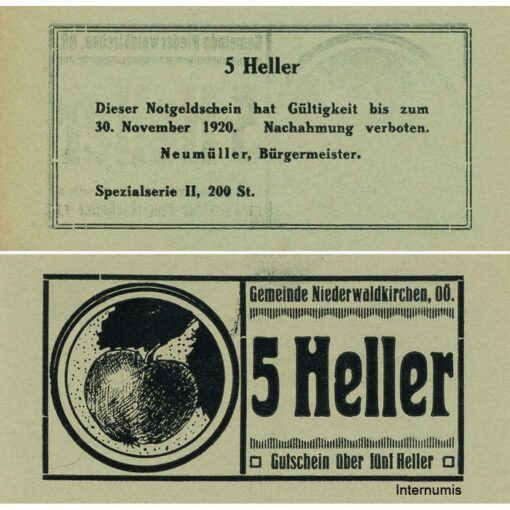 5 Heller
Dieser Notgeldschein hat Gültigkeit bis zum
30. November 1920. Nachahmung verboten.
Neumüller, Bürgermeister.
Spezialserie II, 200 St.
Gemeinde Niederwaldkirchen, OÖ.
5 Heller
Gutschein über fünf Heller
Internumis